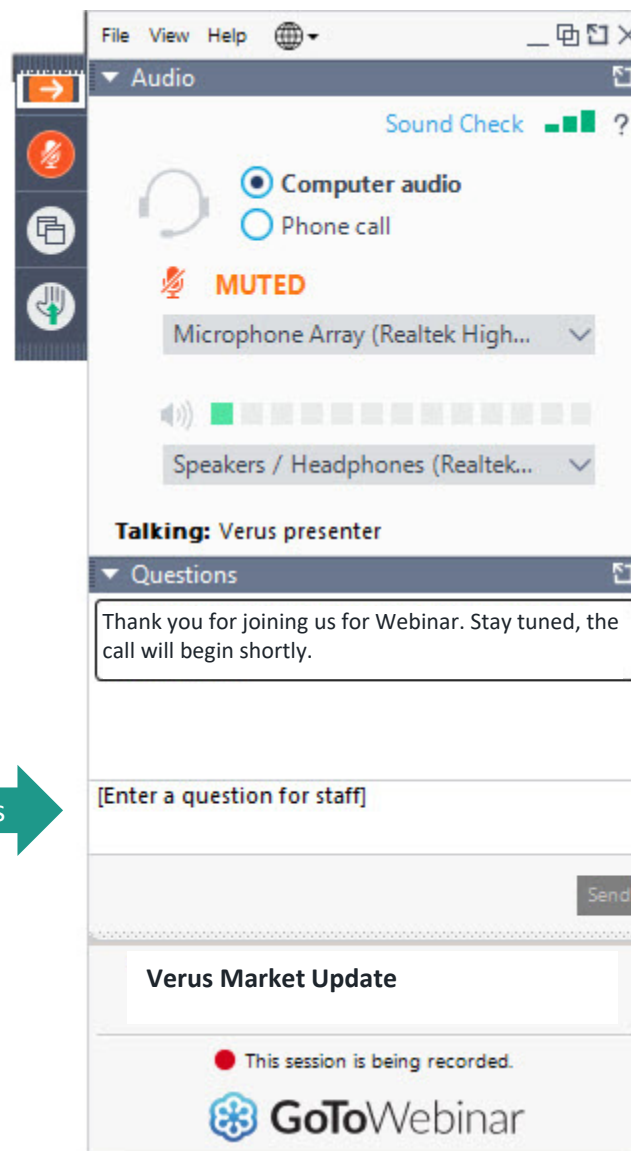 File View Help
Audio
Sound Check ?
Computer audio
Phone call
MUTED
Microphone Array (Realtek High...
Speakers / Headphones (Realtek...
Talking: Verus presenter
Questions
Thank you for joining us for Webinar. Stay tuned, the
call will begin shortly.
[Enter a question for staff]
Send
Verus Market Update
This session is being recorded.
GoToWebinar